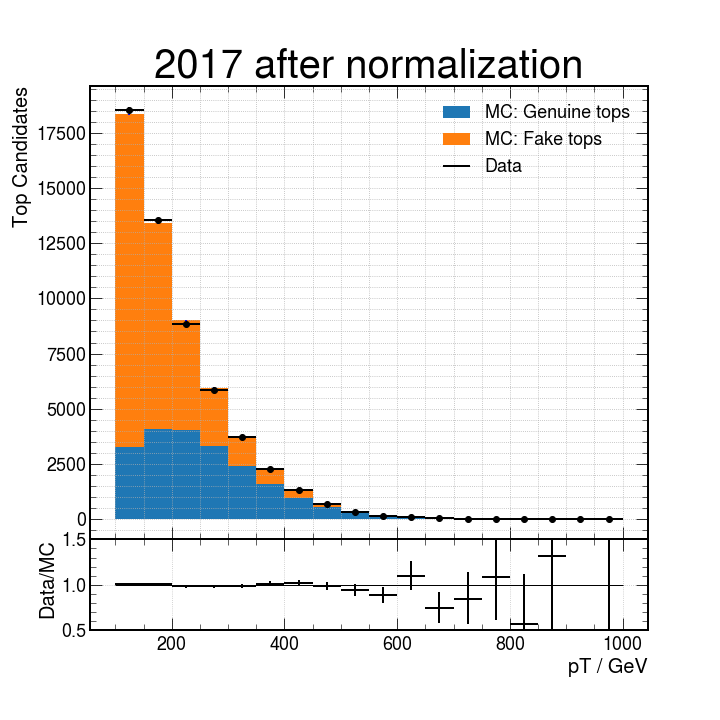 2017 after normalization
Top Candidates
MC: Genuine tops
MC: Fake tops
Data
17500
15000
12500
10000
7500
5000
2500
0
Data/MC
1.5
1.0
0.5
200
400
600
800
1000
pT / GeV